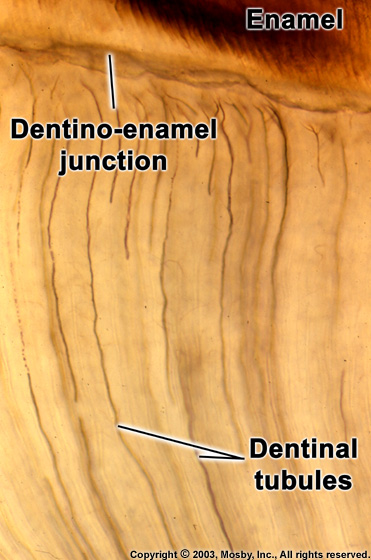 Enamel
Dentino-enamel
junction
Dentinal
tubules
Copyright © 2003, Mosby, Inc., All rights reserved.